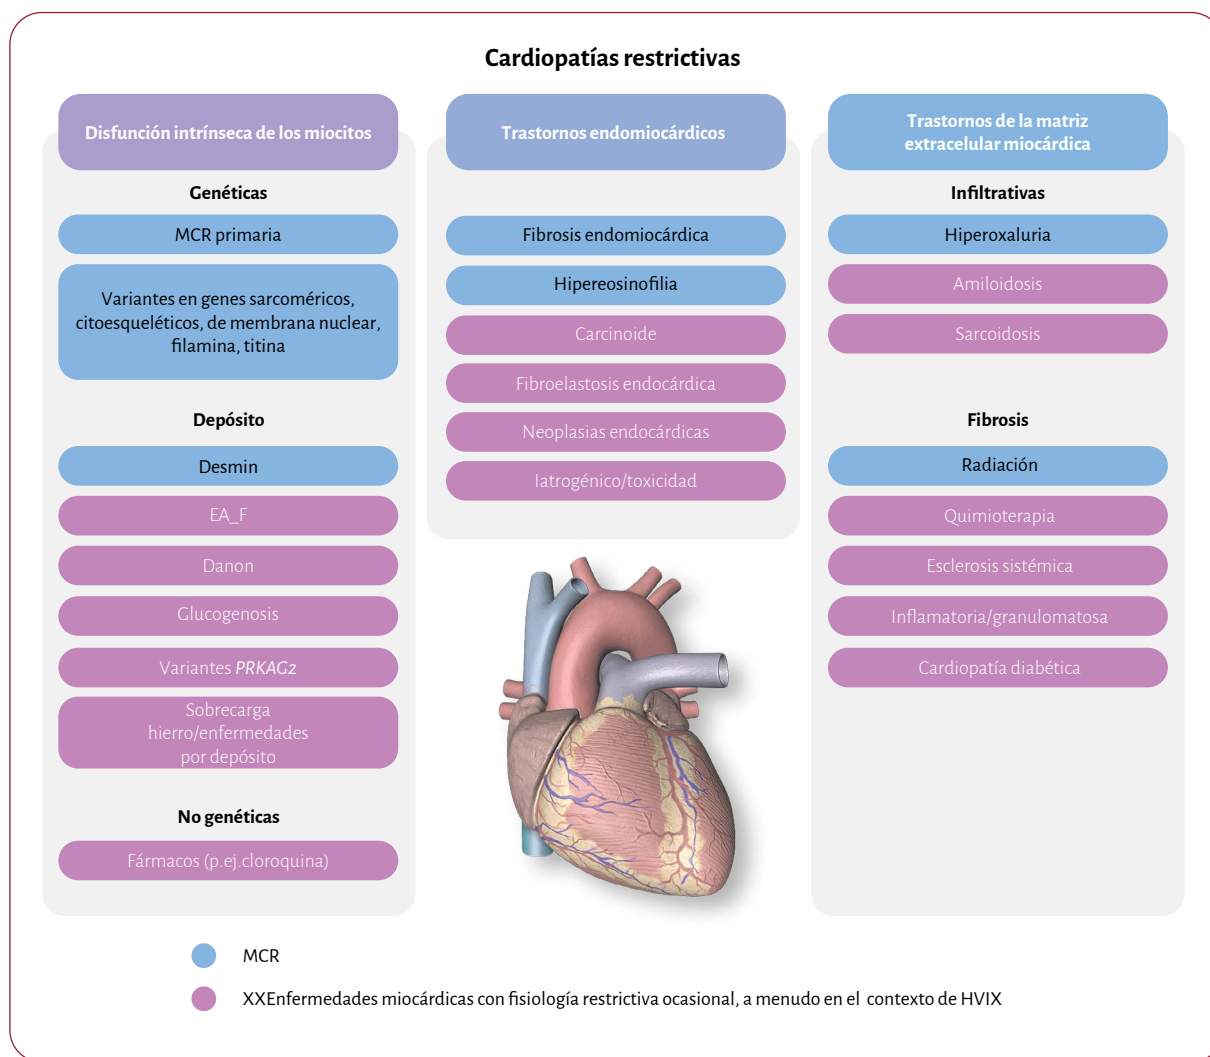 Cardiopatías restrictivas
Disfunción intrínseca de los miocitos
Genéticas
MCR primaria
Variantes en genes sarcoméricos,
citoesqueléticos, de membrana nuclear,
filamina, titina
Depósito
Desmin
EA_F
Danon
Glucogenosis
Variantes PRKAG2
Sobrecarga
hierro/enfermedades
por depósito
No genéticas
Fármacos (p.ej.cloroquina)
Trastornos endomiocárdicos
Fibrosis endomiocárdica
Hipereosinofilia
Carcinoide
Fibroelastosis endocárdica
Neoplasias endocárdicas
Iatrogénico/toxicidad
Trastornos de la matriz
extracelular miocárdica
Infiltrativas
Hiperoxaluria
Amiloidosis
Sarcoidosis
Fibrosis
Radiación
Quimioterapia
Esclerosis sistémica
Inflamatoria/granulomatosa
Cardiopatía diabética
MCR
XXEnfermedades miocárdicas con fisiología restrictiva ocasional, a menudo en el contexto de HVIX